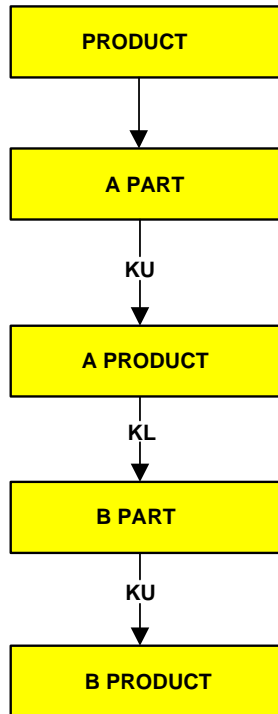 PRODUCT
A PART
KU
A PRODUCT
KL
B PART
KU
B PRODUCT